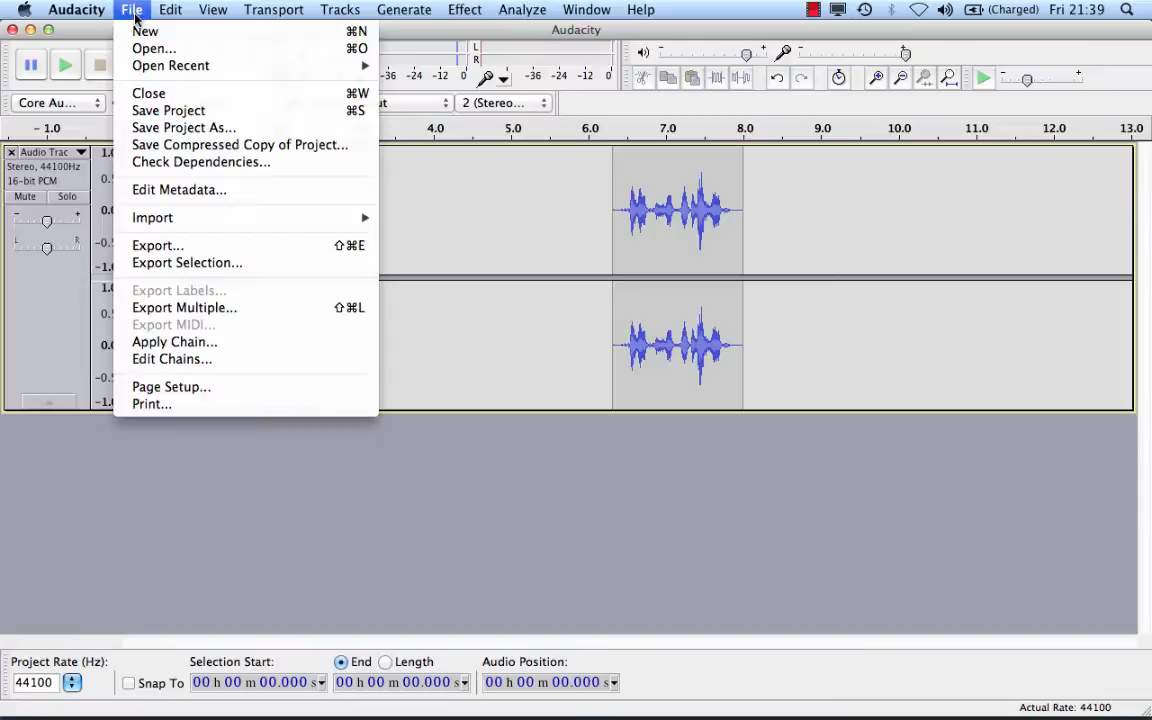 Audacity File Edit View Transport Tracks Generate Effect Analyze Window Help (Charged) Fri 21:39
Audacity
New ⌘N
Open... ⌘O
Open Recent
Close ⌘W
Save Project ⌘S
Save Project As...
Save Compressed Copy of Project...
Check Dependencies...
Edit Metadata...
Import
Export... ⇧⌘E
Export Selection...
Export Labels...
Export Multiple... ⇧⌘L
Export MIDI...
Apply Chain...
Edit Chains...
Page Setup...
Print...
L
R
-36 -24 -12 0 -36 -24 -12 0
Core Au... ut 2 (Stereo...
- 1.0 4.0 5.0 6.0 7.0 8.0 9.0 10.0 11.0 12.0 13.0
Audio Trac
Stereo, 44100Hz
16-bit PCM
Mute Solo
- +
L R
1.0
0.5
0.0
-0.5
-1.0
1.0
0.5
0.0
-0.5
-1.0
Project Rate (Hz): Selection Start: End Length Audio Position:
44100 Snap To 00 h 00 m 00.000 s 00 h 00 m 00.000 s 00 h 00 m 00.000 s
Actual Rate: 44100